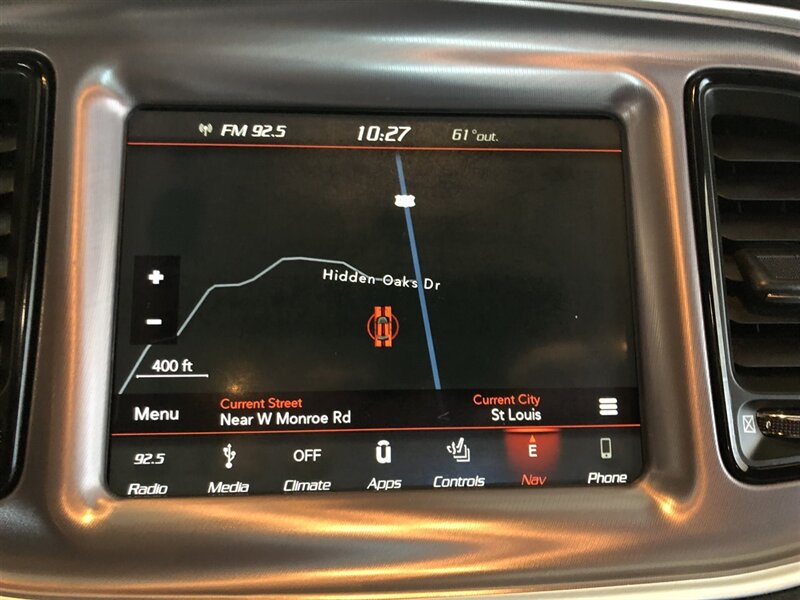 FM 92.5 10:27 61°out.
Hidden Oaks Dr
+
−
400 ft
Menu
Current Street
Near W Monroe Rd
Current City
St Louis
92.5 OFF E
Radio Media Climate Apps Controls Nav Phone